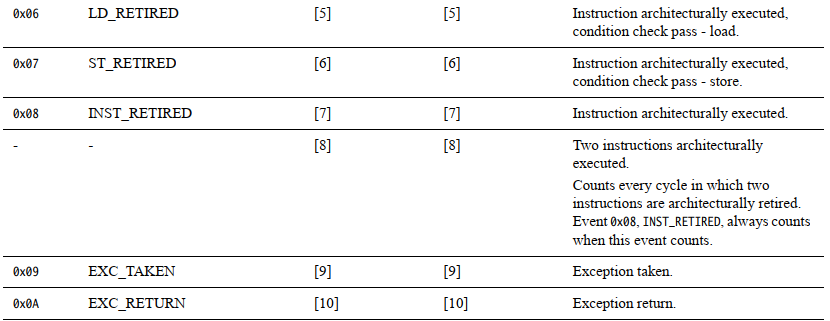 0x06 LD_RETIRED [5] [5] Instruction architecturally executed,
condition check pass - load.
0x07 ST_RETIRED [6] [6] Instruction architecturally executed,
condition check pass - store.
0x08 INST_RETIRED [7] [7] Instruction architecturally executed.
- - [8] [8] Two instructions architecturally
executed.
Counts every cycle in which two
instructions are architecturally retired.
Event 0x08, INST_RETIRED, always counts
when this event counts.
0x09 EXC_TAKEN [9] [9] Exception taken.
0x0A EXC_RETURN [10] [10] Exception return.